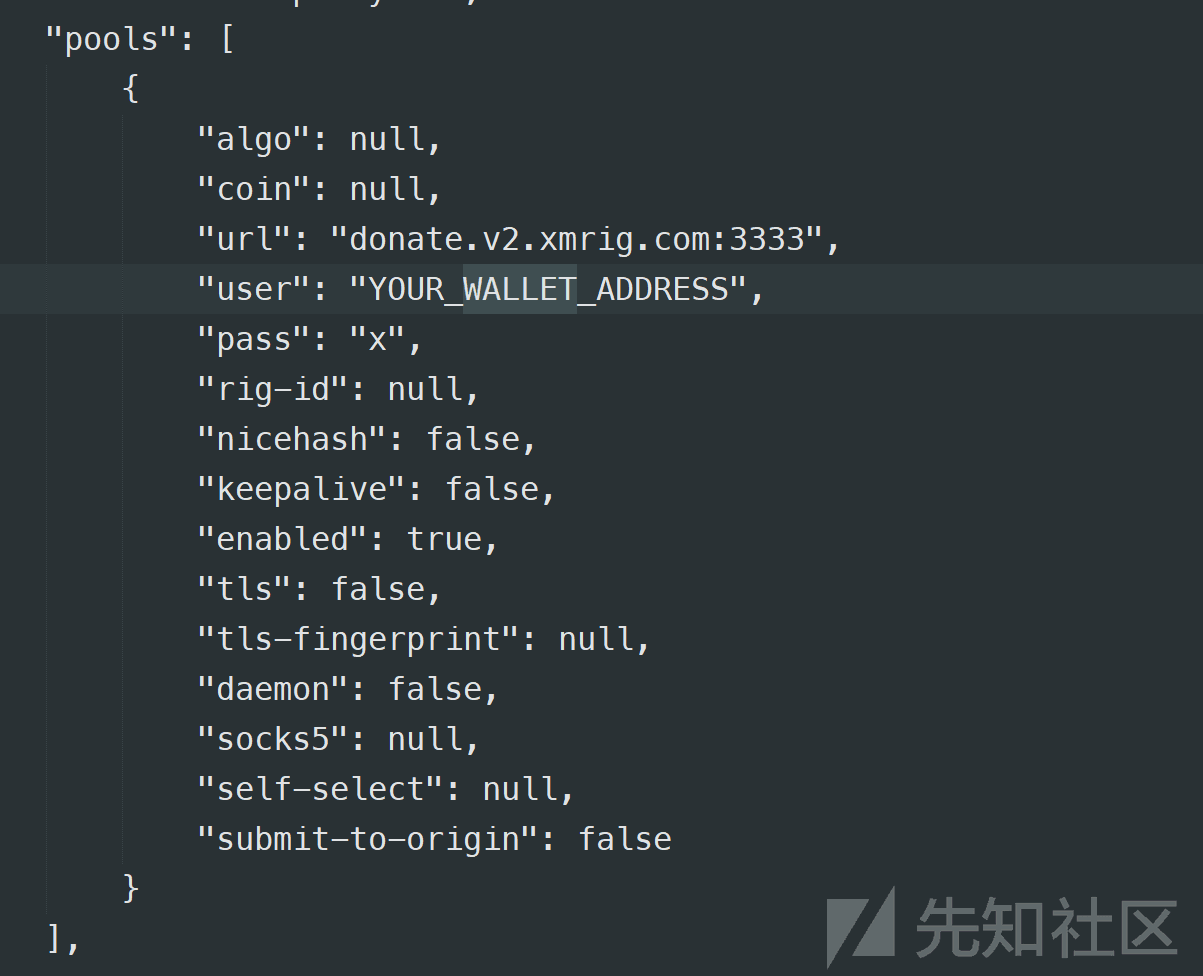 "pools": [
{
"algo": null,
"coin": null,
"url": "donate.v2.xmrig.com:3333",
"user": "YOUR_WALLET_ADDRESS",
"pass": "x",
"rig-id": null,
"nicehash": false,
"keepalive": false,
"enabled": true,
"tls": false,
"tls-fingerprint": null,
"daemon": false,
"socks5": null,
"self-select": null,
"submit-to-origin": false
}
],
先知社区